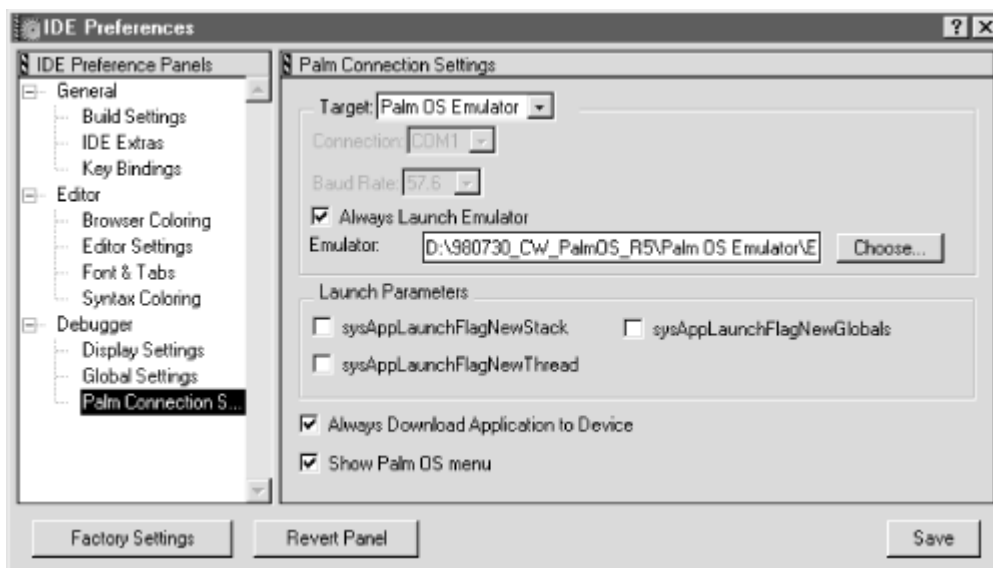 IDE Preferences
IDE Preference Panels
General
Build Settings
IDE Extras
Key Bindings
Editor
Browser Coloring
Editor Settings
Font & Tabs
Syntax Coloring
Debugger
Display Settings
Global Settings
Palm Connection S...
Palm Connection Settings
Target: Palm OS Emulator
Connection: COM1
Baud Rate: 57.6
Always Launch Emulator
Emulator: D:\980730_CW_PalmOS_R5\Palm OS Emulator\E Choose...
Launch Parameters
sysAppLaunchFlagNewStack sysAppLaunchFlagNewGlobals
sysAppLaunchFlagNewThread
Always Download Application to Device
Show Palm OS menu
Factory Settings Revert Panel Save